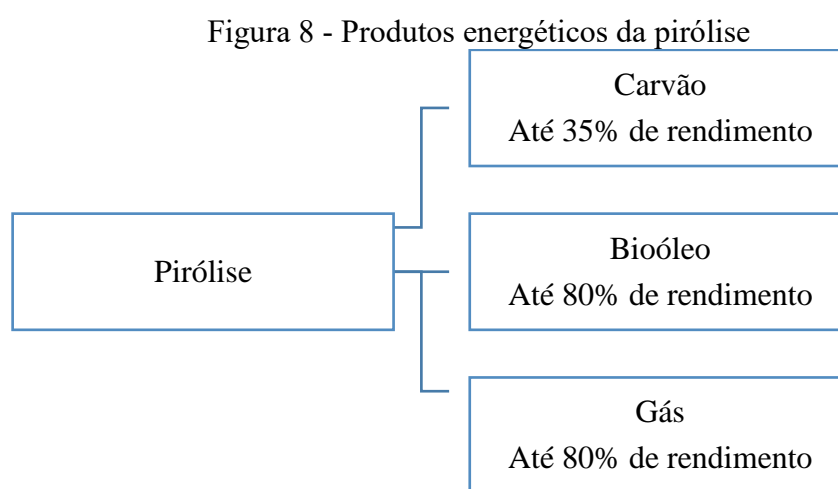 Figura 8 - Produtos energéticos da pirólise
Carvão
Até 35% de rendimento
Pirólise
Bioóleo
Até 80% de rendimento
Gás
Até 80% de rendimento